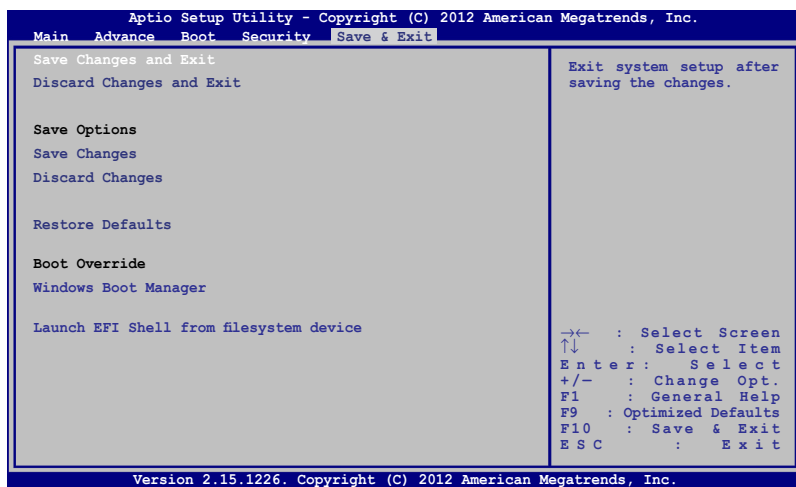 Aptio Setup Utility - Copyright (C) 2012 American Megatrends, Inc.
Main Advance Boot Security Save & Exit
Save Changes and Exit
Discard Changes and Exit
Save Options
Save Changes
Discard Changes
Restore Defaults
Boot Override
Windows Boot Manager
Launch EFI Shell from filesystem device
Exit system setup after
saving the changes.
→← : Select Screen
↑↓ : Select Item
Enter: Select
+/— : Change Opt.
F1 : General Help
F9 : Optimized Defaults
F10 : Save & Exit
ESC : Exit
Version 2.15.1226. Copyright (C) 2012 American Megatrends, Inc.